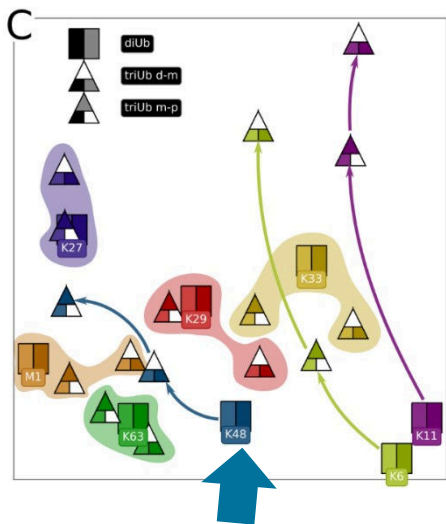 C
diUb
triUb d-m
triUb m-p
K27
K33
K29
M1
K63
K48
K11
K6